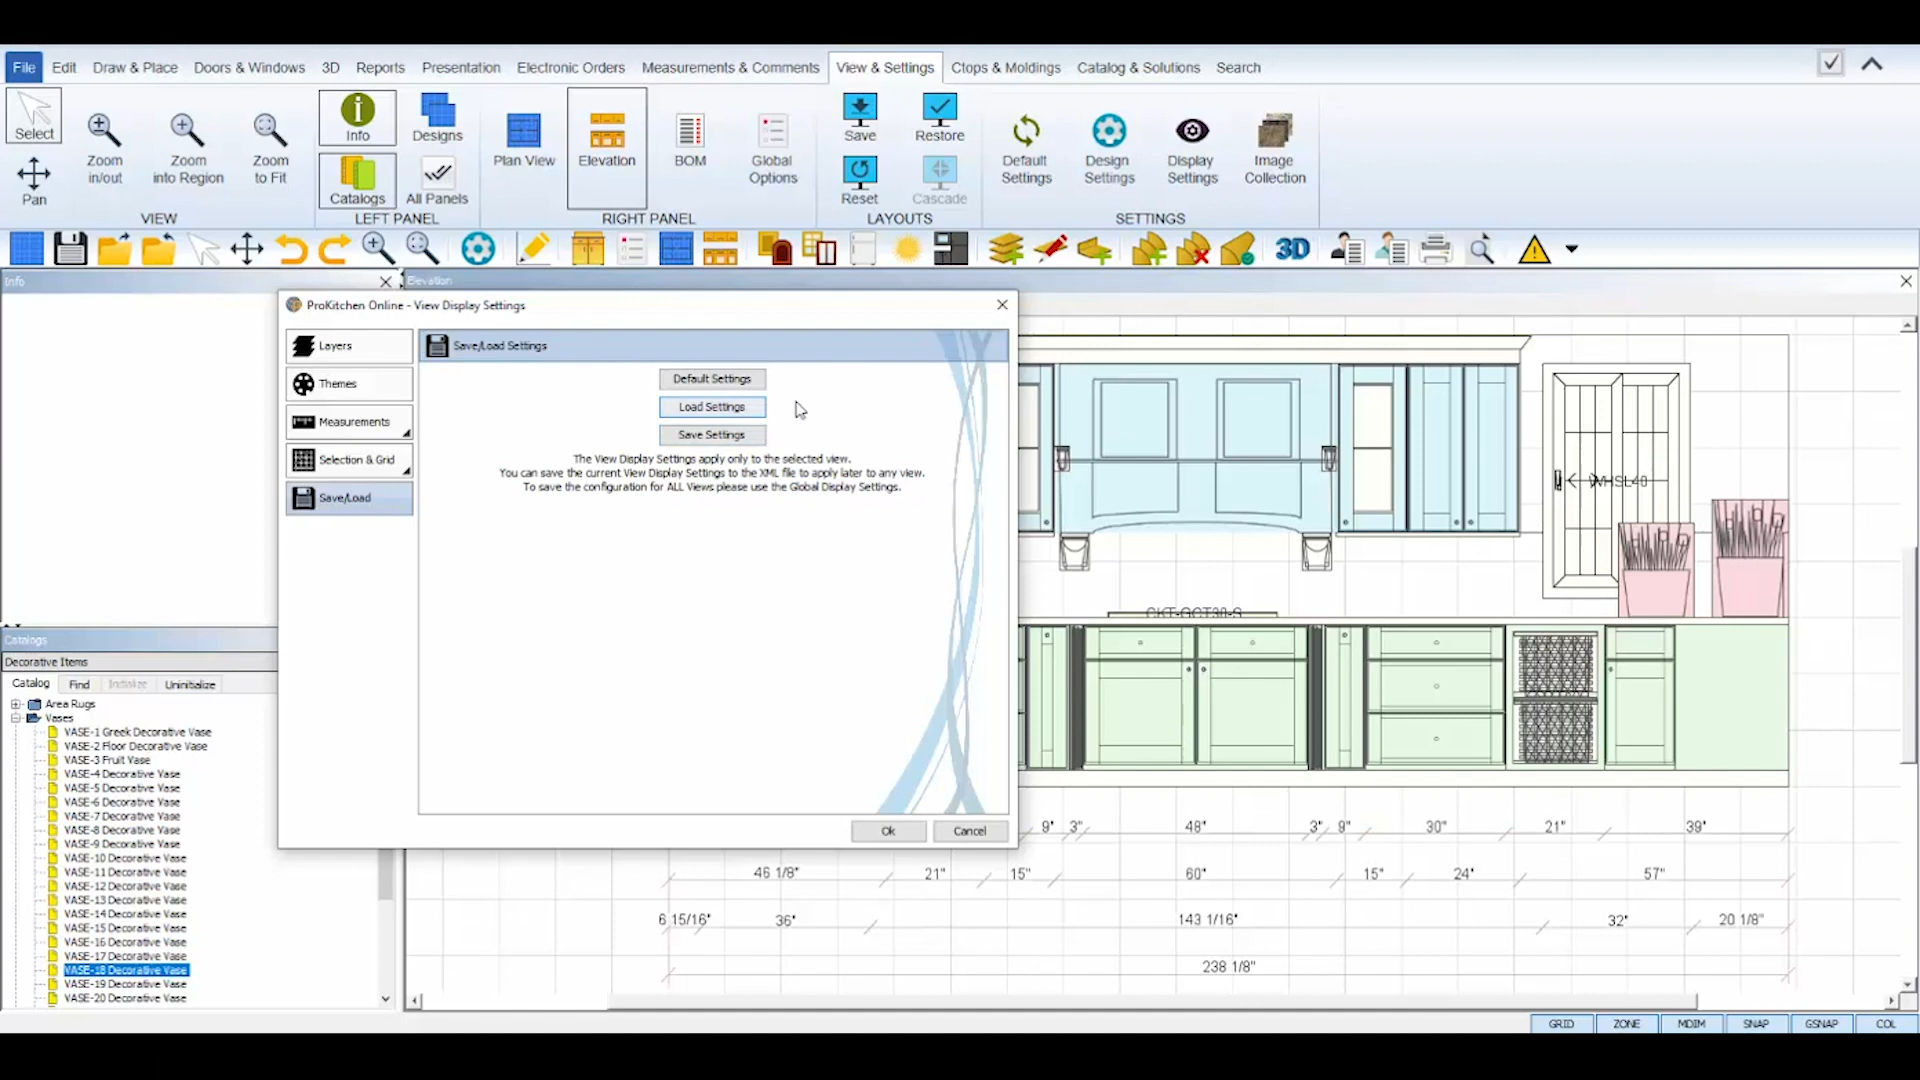 File Edit Draw & Place Doors & Windows 3D Reports Presentation Electronic Orders Measurements & Comments View & Settings Ctops & Moldings Catalog & Solutions Search
Select
Pan
Zoom
in/out
Zoom
into Region
Zoom
to Fit
VIEW
Info
Designs
Catalogs
All Panels
LEFT PANEL
Plan View
Elevation
BOM
Global
Options
RIGHT PANEL
Save
Restore
Reset
Cascade
LAYOUTS
Default
Settings
Design
Settings
Display
Settings
Image
Collection
SETTINGS
3D
Info
Elevation
ProKitchen Online - View Display Settings
Layers
Themes
Measurements
Selection & Grid
Save/Load
Save/Load Settings
Default Settings
Load Settings
Save Settings
The View Display Settings apply only to the selected view.
You can save the current View Display Settings to the XML file to apply later to any view.
To save the configuration for ALL Views please use the Global Display Settings.
Ok
Cancel
Catalogs
Decorative Items
Catalog Find Initialize Uninitialize
Area Rugs
Vases
VASE-1 Greek Decorative Vase
VASE-2 Floor Decorative Vase
VASE-3 Fruit Vase
VASE-4 Decorative Vase
VASE-5 Decorative Vase
VASE-6 Decorative Vase
VASE-7 Decorative Vase
VASE-8 Decorative Vase
VASE-9 Decorative Vase
VASE-10 Decorative Vase
VASE-11 Decorative Vase
VASE-12 Decorative Vase
VASE-13 Decorative Vase
VASE-14 Decorative Vase
VASE-15 Decorative Vase
VASE-16 Decorative Vase
VASE-17 Decorative Vase
VASE-18 Decorative Vase
VASE-19 Decorative Vase
VASE-20 Decorative Vase
CKT-GCT30-S
9" 3" 48" 3" 9" 30" 21" 39"
46 1/8" 21" 15" 60" 15" 24" 57"
6 15/16" 36" 143 1/16" 32" 20 1/8"
238 1/8"
GRID ZONE MDIM SNAP GSNAP COL